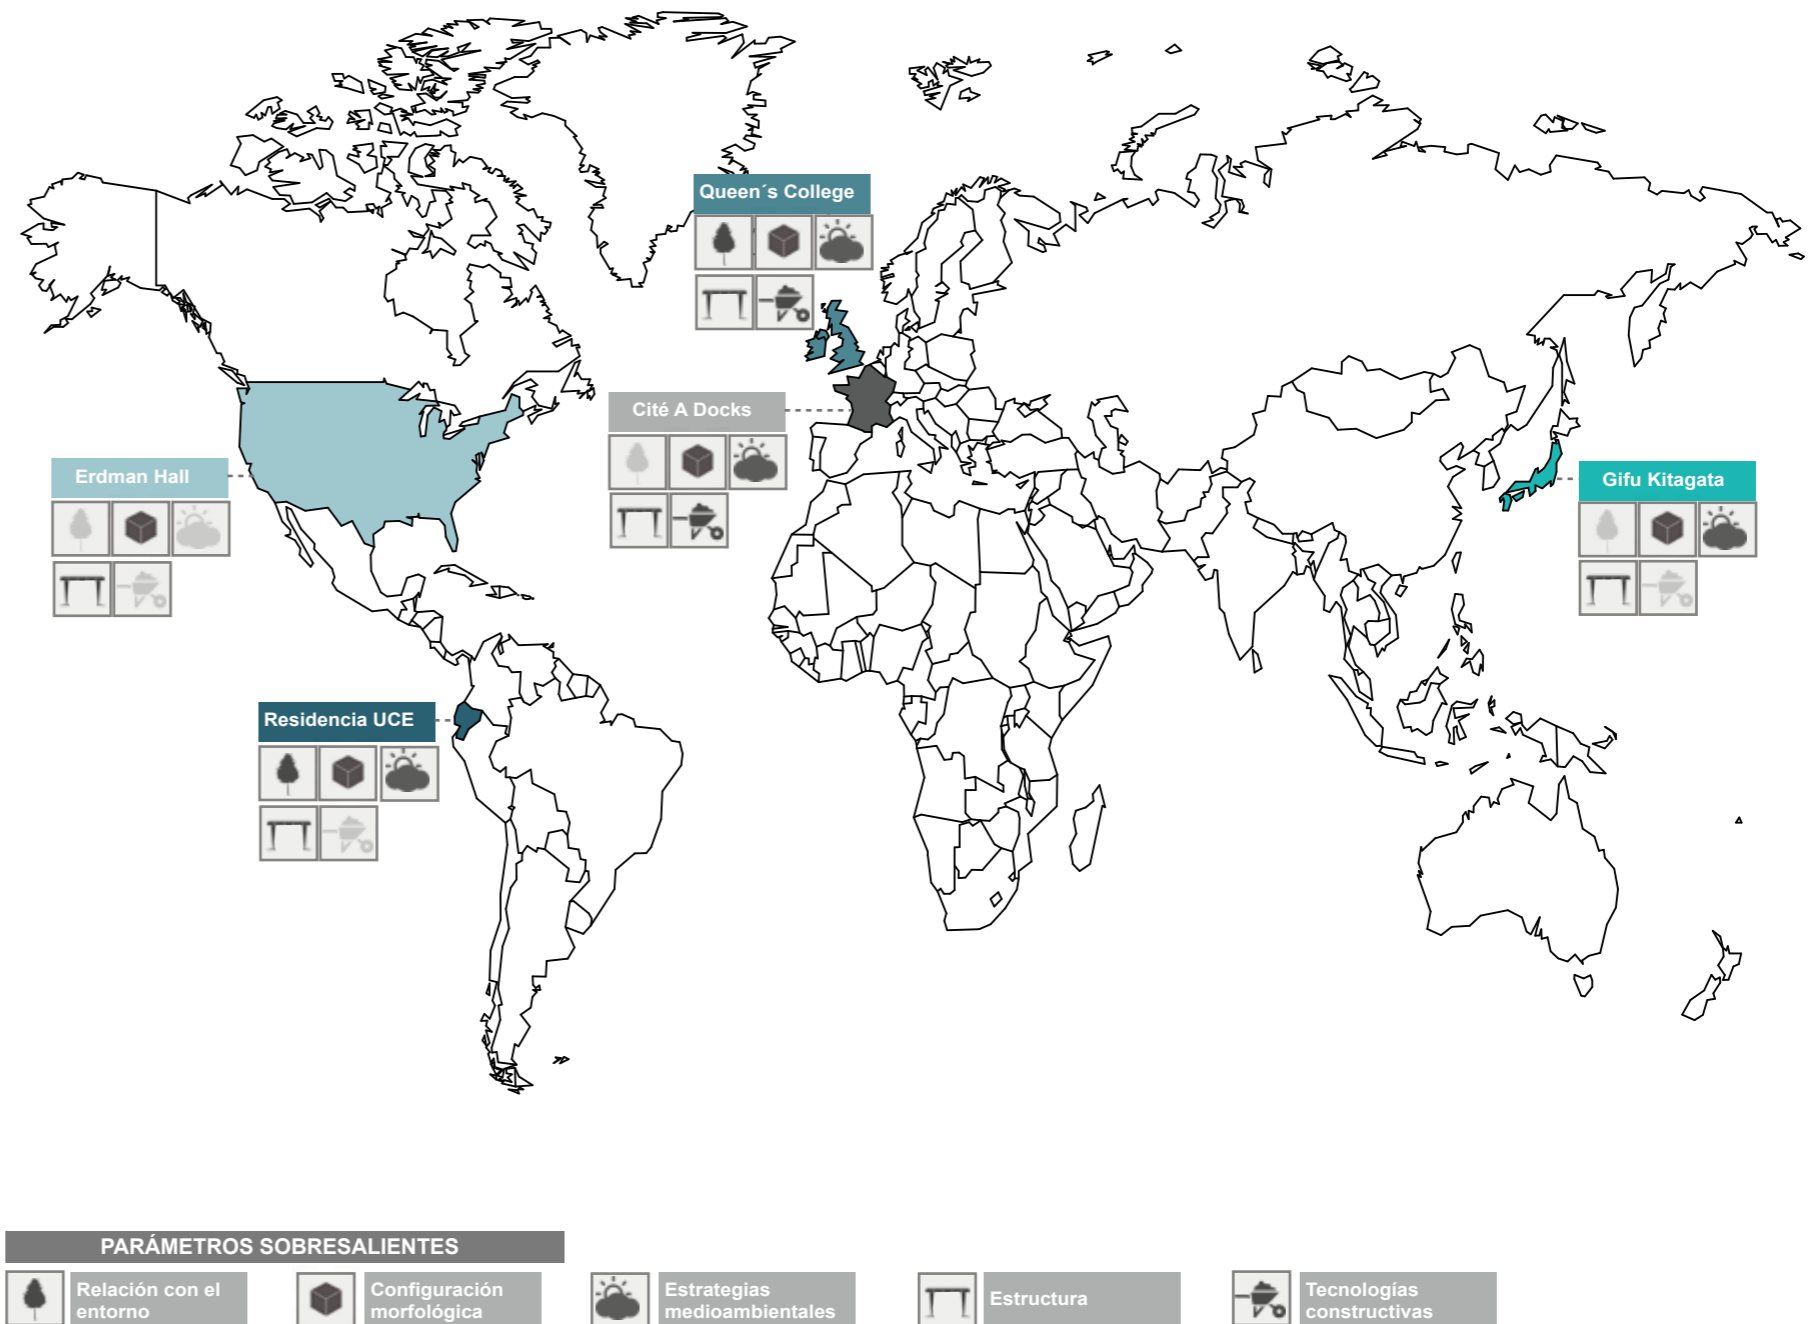 Queen´s College
Cité A Docks
Erdman Hall
Gifu Kitagata
Residencia UCE
PARÁMETROS SOBRESALIENTES
Relación con el
entorno
Configuración
morfológica
Estrategias
medioambientales
Estructura
Tecnologías
constructivas